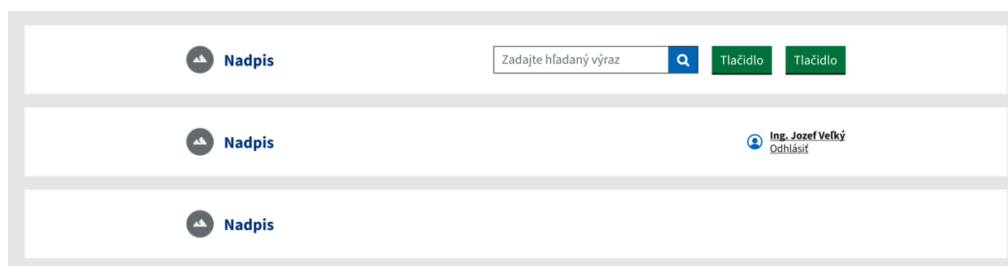 Nadpis
Zadajte hľadaný výraz
Tlačidlo
Tlačidlo
Nadpis
Ing. Jozef Veľký
Odhlásiť
Nadpis